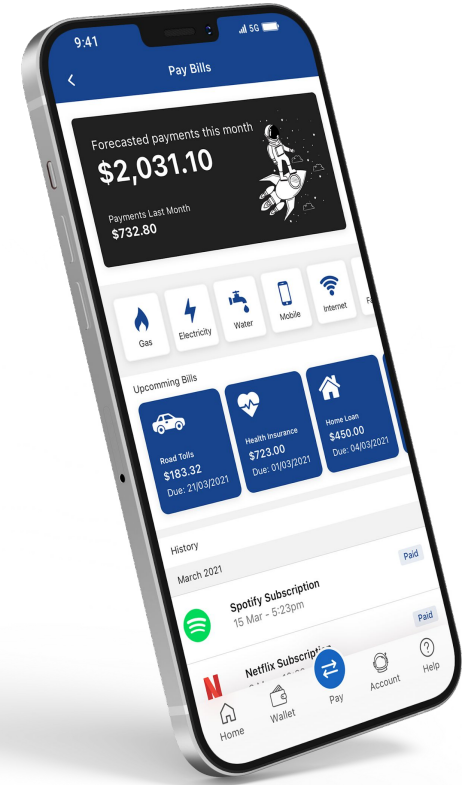 9:41
5G
Pay Bills
Forecasted payments this month
$2,031.10
Payments Last Month
$732.80
Gas
Electricity
Water
Mobile
Internet
Upcomming Bills
Road Tolls
$183.32
Due: 21/03/2021
Health Insurance
$723.00
Due: 01/03/2021
Home Loan
$450.00
Due: 04/03/2021
History
March 2021
Spotify Subscription
15 Mar - 5:23pm
Paid
Netflix
Paid
Home
Wallet
Pay
Account
Help